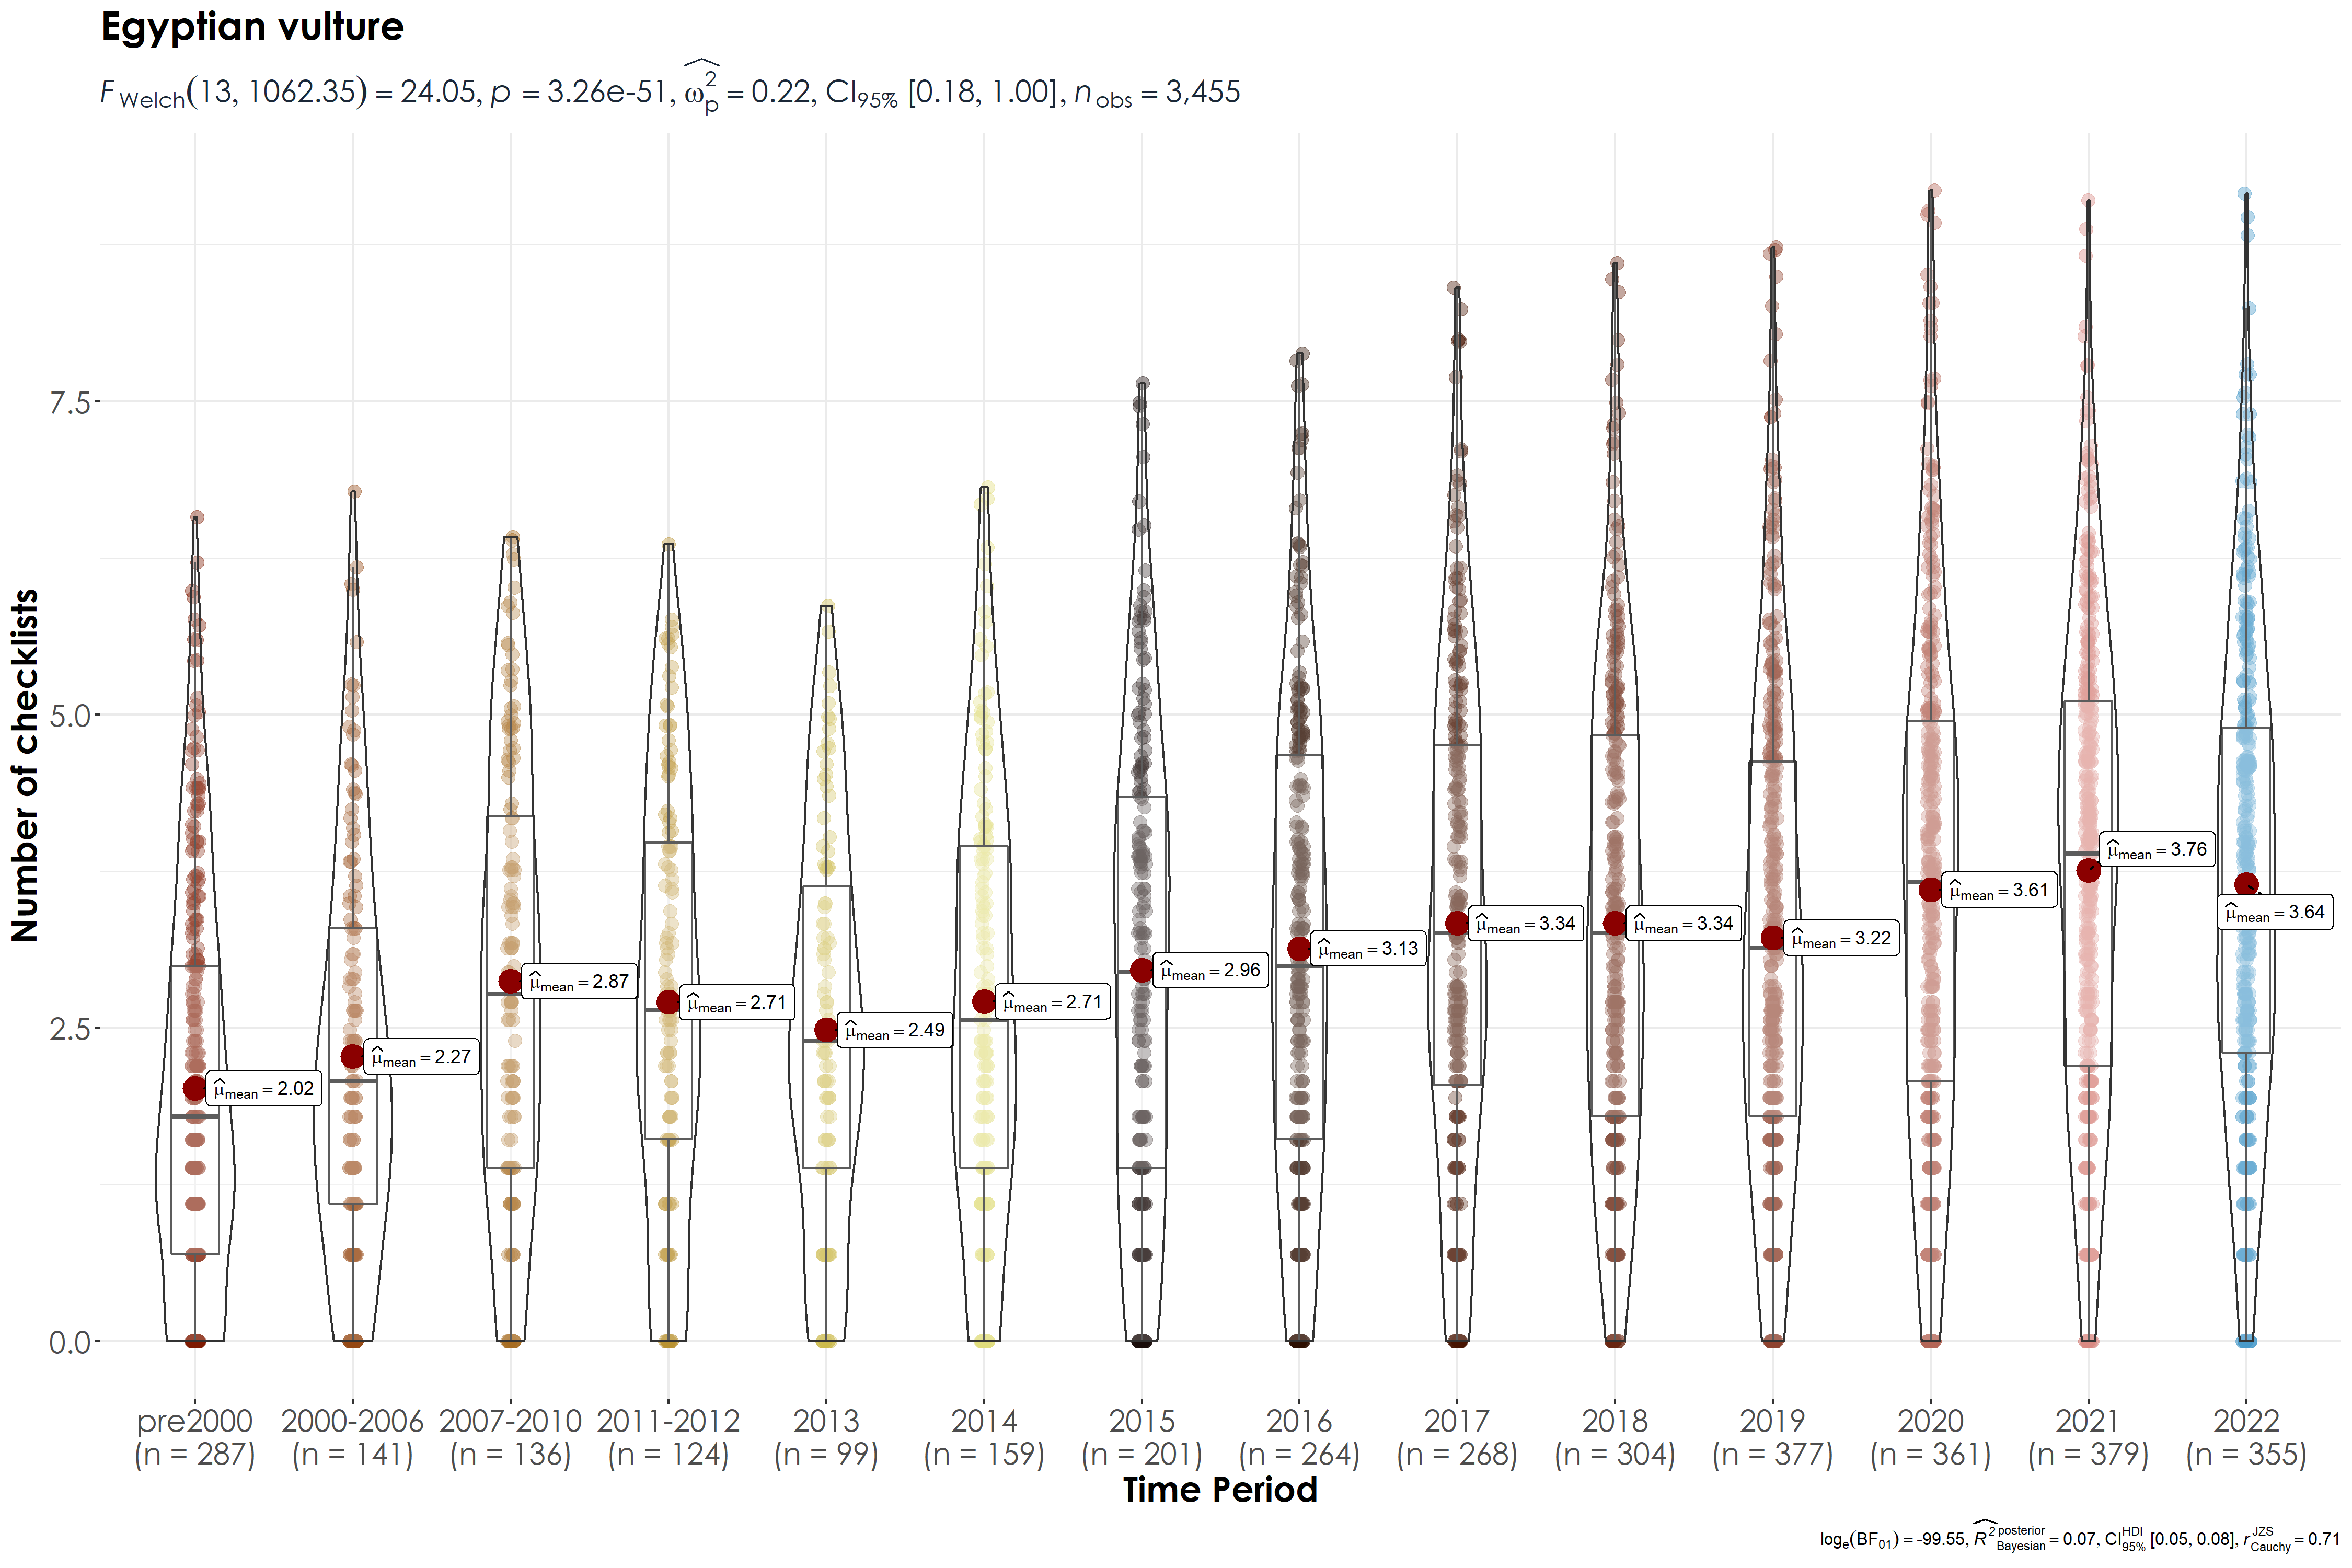 Egyptian vulture
F Welch(13, 1062.35) = 24.05, p = 3.26e-51, ω̂²p = 0.22, CI95% [0.18, 1.00], n obs = 3,455
Number of checklists
7.5
5.0
2.5
0.0
μ̂mean = 2.02
μ̂mean = 2.27
μ̂mean = 2.87
μ̂mean = 2.71
μ̂mean = 2.49
μ̂mean = 2.71
μ̂mean = 2.96
μ̂mean = 3.13
μ̂mean = 3.34
μ̂mean = 3.34
μ̂mean = 3.22
μ̂mean = 3.61
μ̂mean = 3.76
μ̂mean = 3.64
pre2000 2000-2006 2007-2010 2011-2012 2013 2014 2015 2016 2017 2018 2019 2020 2021 2022
(n = 287) (n = 141) (n = 136) (n = 124) (n = 99) (n = 159) (n = 201) (n = 264) (n = 268) (n = 304) (n = 377) (n = 361) (n = 379) (n = 355)
Time Period
loge(BF01) = -99.55, R̂² posterior Bayesian = 0.07, CI HDI 95% [0.05, 0.08], r JZS Cauchy = 0.71